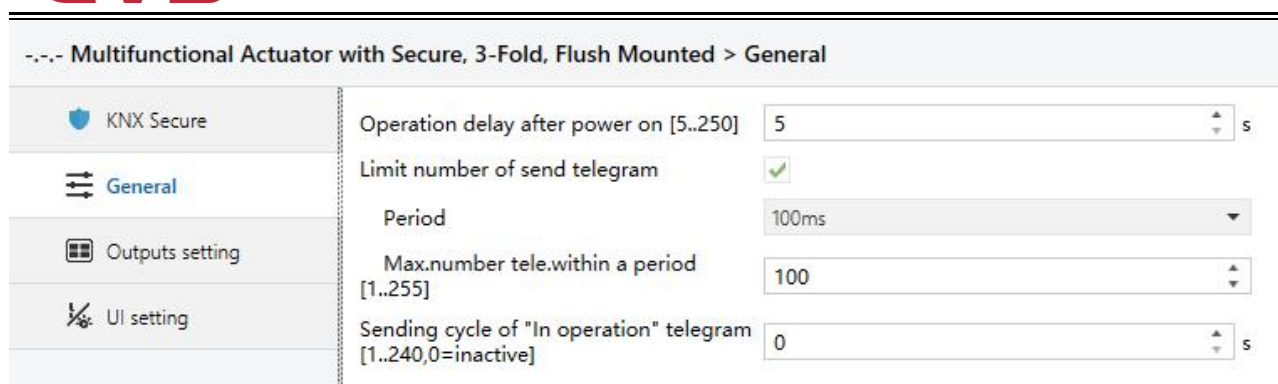 -.-.- Multifunctional Actuator with Secure, 3-Fold, Flush Mounted > General
KNX Secure
General
Outputs setting
UI setting
Operation delay after power on [5..250] 5 s
Limit number of send telegram
Period 100ms
Max.number tele.within a period
[1..255] 100
Sending cycle of "In operation" telegram
[1..240,0=inactive] 0 s